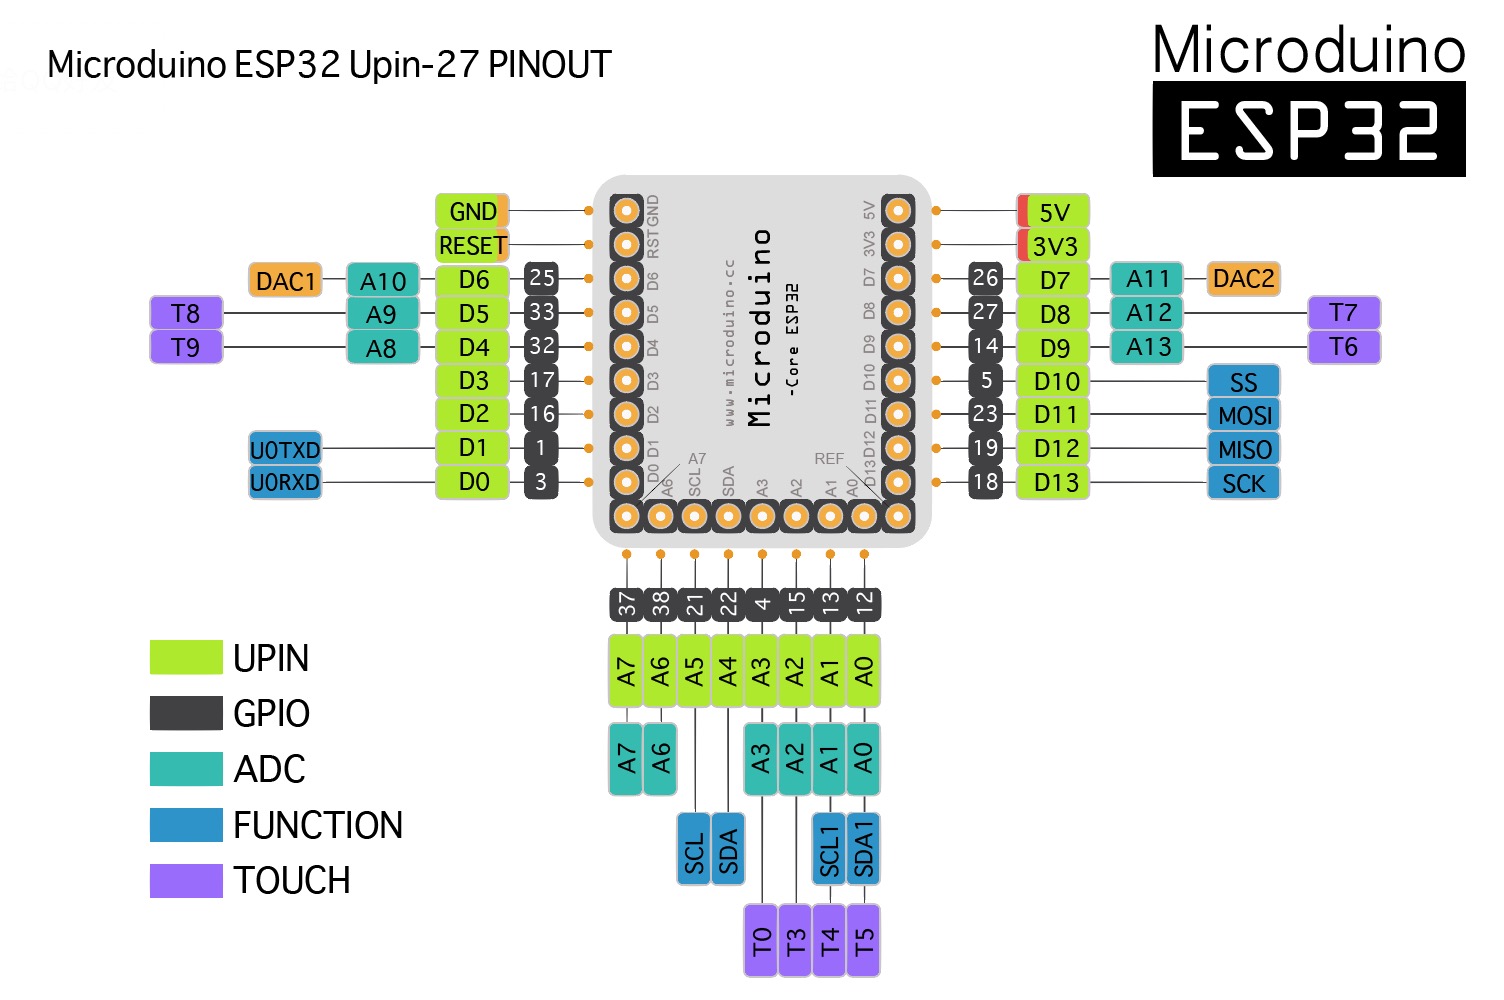 Microduino ESP32 Upin-27 PINOUT
Microduino
ESP32
GND GND 5V 5V
RESET RST 3V3 3V3
DAC1 A10 D6 25 D6 D7 26 D7 A11 DAC2
T8 A9 D5 33 D5 D8 27 D8 A12 T7
T9 A8 D4 32 D4 D9 14 D9 A13 T6
D3 17 D3 D10 5 D10 SS
D2 16 D2 D11 23 D11 MOSI
U0TXD D1 1 D1 D12 19 D12 MISO
U0RXD D0 3 D0 D13 18 D13 SCK
www.microduino.cc
Microduino
-Core ESP32
A7 REF
A6 SCL SDA A3 A2 A1 A0
37 38 21 22 4 15 13 12
A7 A6 A5 A4 A3 A2 A1 A0
A7 A6 A3 A2 A1 A0
SCL SDA SCL1 SDA1
T0 T3 T4 T5
UPIN
GPIO
ADC
FUNCTION
TOUCH